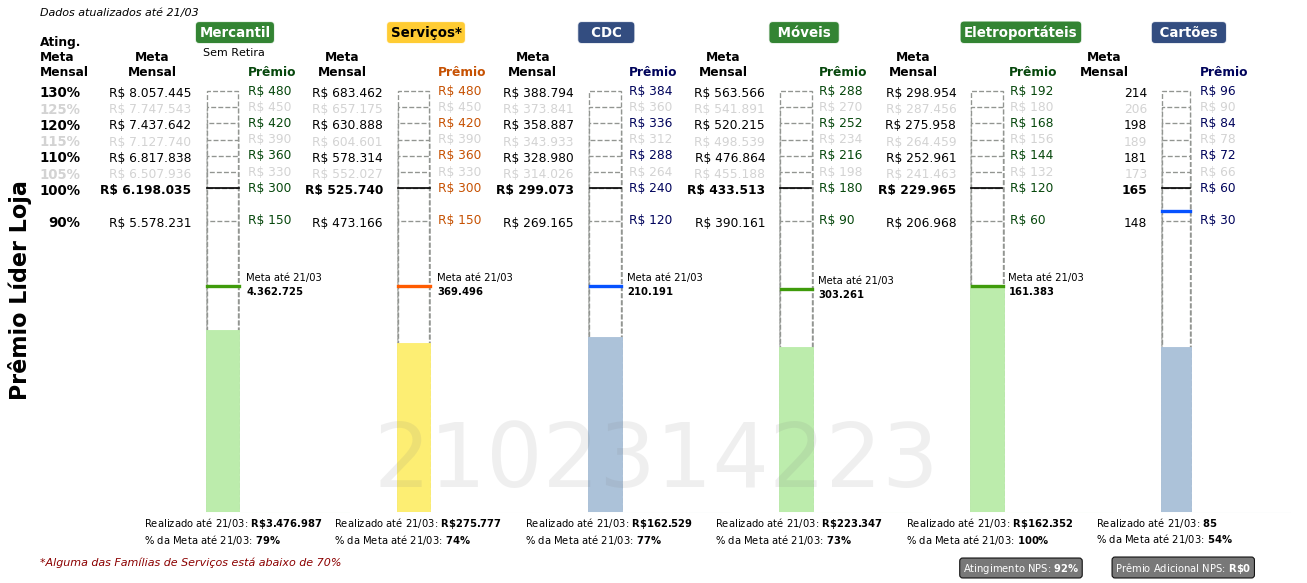 Dados atualizados até 21/03
Mercantil Serviços* CDC Móveis Eletroportáteis Cartões
Sem Retira
Ating. Meta Mensal Meta Mensal Prêmio Meta Mensal Prêmio Meta Mensal Prêmio Meta Mensal Prêmio Meta Mensal Prêmio Meta Mensal Prêmio
130% R$ 8.057.445 R$ 480 R$ 683.462 R$ 480 R$ 388.794 R$ 384 R$ 563.566 R$ 288 R$ 298.954 R$ 192 214 R$ 96
125% R$ 7.747.543 R$ 450 R$ 657.175 R$ 450 R$ 373.841 R$ 360 R$ 541.891 R$ 270 R$ 287.456 R$ 180 206 R$ 90
120% R$ 7.437.642 R$ 420 R$ 630.888 R$ 420 R$ 358.887 R$ 336 R$ 520.215 R$ 252 R$ 275.958 R$ 168 198 R$ 84
115% R$ 7.127.740 R$ 390 R$ 604.601 R$ 390 R$ 343.933 R$ 312 R$ 498.539 R$ 234 R$ 264.459 R$ 156 189 R$ 78
110% R$ 6.817.838 R$ 360 R$ 578.314 R$ 360 R$ 328.980 R$ 288 R$ 476.864 R$ 216 R$ 252.961 R$ 144 181 R$ 72
105% R$ 6.507.936 R$ 330 R$ 552.027 R$ 330 R$ 314.026 R$ 264 R$ 455.188 R$ 198 R$ 241.463 R$ 132 173 R$ 66
100% R$ 6.198.035 R$ 300 R$ 525.740 R$ 300 R$ 299.073 R$ 240 R$ 433.513 R$ 180 R$ 229.965 R$ 120 165 R$ 60
90% R$ 5.578.231 R$ 150 R$ 473.166 R$ 150 R$ 269.165 R$ 120 R$ 390.161 R$ 90 R$ 206.968 R$ 60 148 R$ 30
Prêmio Líder Loja
Meta até 21/03 Meta até 21/03 Meta até 21/03 Meta até 21/03 Meta até 21/03
4.362.725 369.496 210.191 303.261 161.383
2102314223
Realizado até 21/03: R$3.476.987 Realizado até 21/03: R$275.777 Realizado até 21/03: R$162.529 Realizado até 21/03: R$223.347 Realizado até 21/03: R$162.352 Realizado até 21/03: 85
% da Meta até 21/03: 79% % da Meta até 21/03: 74% % da Meta até 21/03: 77% % da Meta até 21/03: 73% % da Meta até 21/03: 100% % da Meta até 21/03: 54%
*Alguma das Famílias de Serviços está abaixo de 70%
Atingimento NPS: 92% Prêmio Adicional NPS: R$0